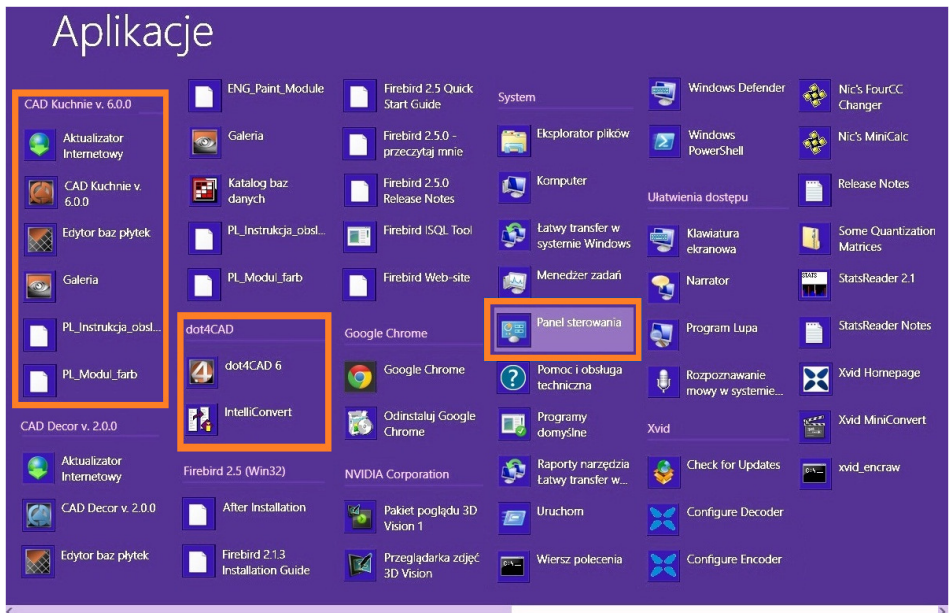 Aplikacje
CAD Kuchnie v. 6.0.0
Aktualizator
Internetowy
CAD Kuchnie v.
6.0.0
Edytor baz płytek
Galeria
PL_Instrukcja_obsl...
PL_Modul_farb
CAD Decor v. 2.0.0
Aktualizator
Internetowy
CAD Decor v. 2.0.0
Edytor baz płytek
ENG_Paint_Module
Galeria
Katalog baz
danych
PL_Instrukcja_obsl...
PL_Modul_farb
dot4CAD
dot4CAD 6
IntelliConvert
Firebird 2.5 (Win32)
After Installation
Firebird 2.1.3
Installation Guide
Firebird 2.5 Quick
Start Guide
Firebird 2.5.0 -
przeczytaj mnie
Firebird 2.5.0
Release Notes
Firebird ISQL Tool
Firebird Web-site
Google Chrome
Google Chrome
Odinstaluj Google
Chrome
NVIDIA Corporation
Pakiet poglądu 3D
Vision 1
Przeglądarka zdjęć
3D Vision
System
Eksplorator plików
Komputer
Łatwy transfer w
systemie Windows
Menedżer zadań
Panel sterowania
Pomoc i obsługa
techniczna
Programy
domyślne
Raporty narzędzia
Łatwy transfer w...
Uruchom
Wiersz polecenia
Windows Defender
Windows
PowerShell
Ułatwienia dostępu
Klawiatura
ekranowa
Narrator
Program Lupa
Rozpoznawanie
mowy w systemie...
Xvid
Check for Updates
Configure Decoder
Configure Encoder
Nic's FourCC
Changer
Nic's MiniCalc
Release Notes
Some Quantization
Matrices
STATS
StatsReader 2.1
StatsReader Notes
Xvid Homepage
Xvid MiniConvert
xvid_encraw